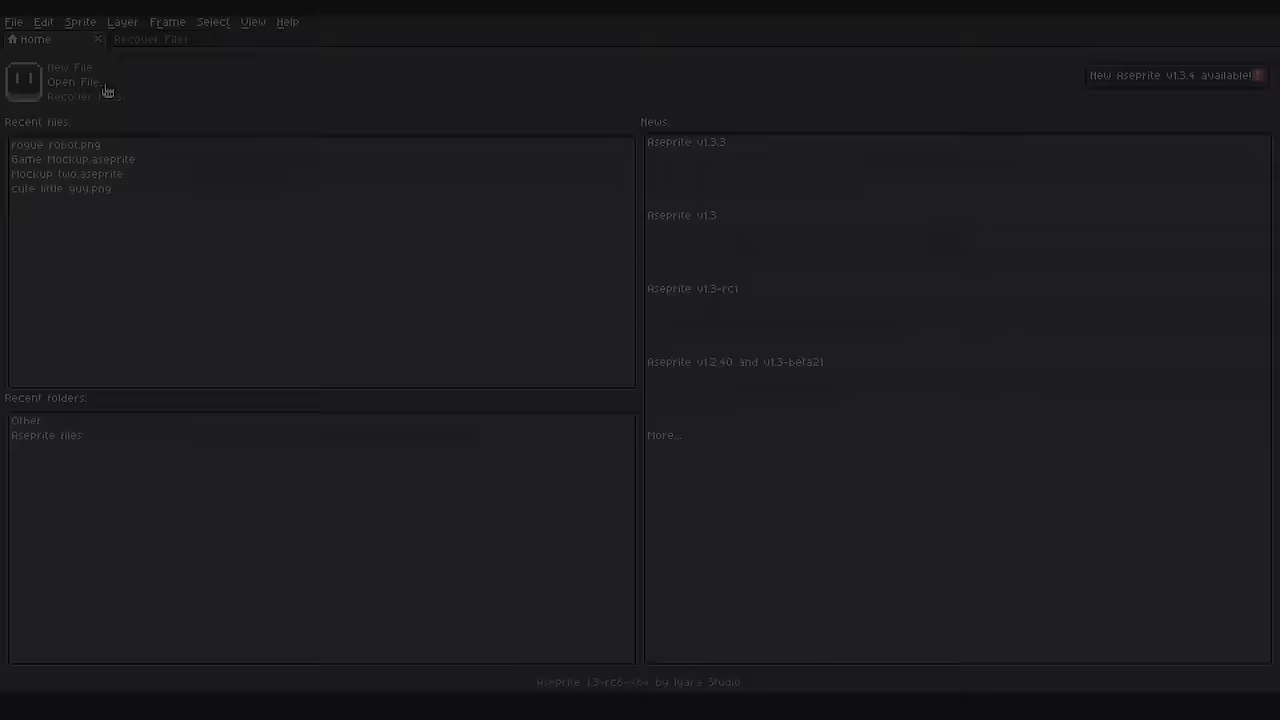 File Edit Sprite Layer Frame Select View Help
Home Recover Files
New File
Open File
Recover Files
New Aseprite v1.3.4 available!
Recent files:
rogue robot.png
Game Mockup.aseprite
Mockup two.aseprite
cute little guy.png
Recent folders:
Other
Aseprite files
News:
Aseprite v1.3.3
Aseprite v1.3
Aseprite v1.3-rc1
Aseprite v1.2.40 and v1.3-beta21
More...
Aseprite by Igara Studio